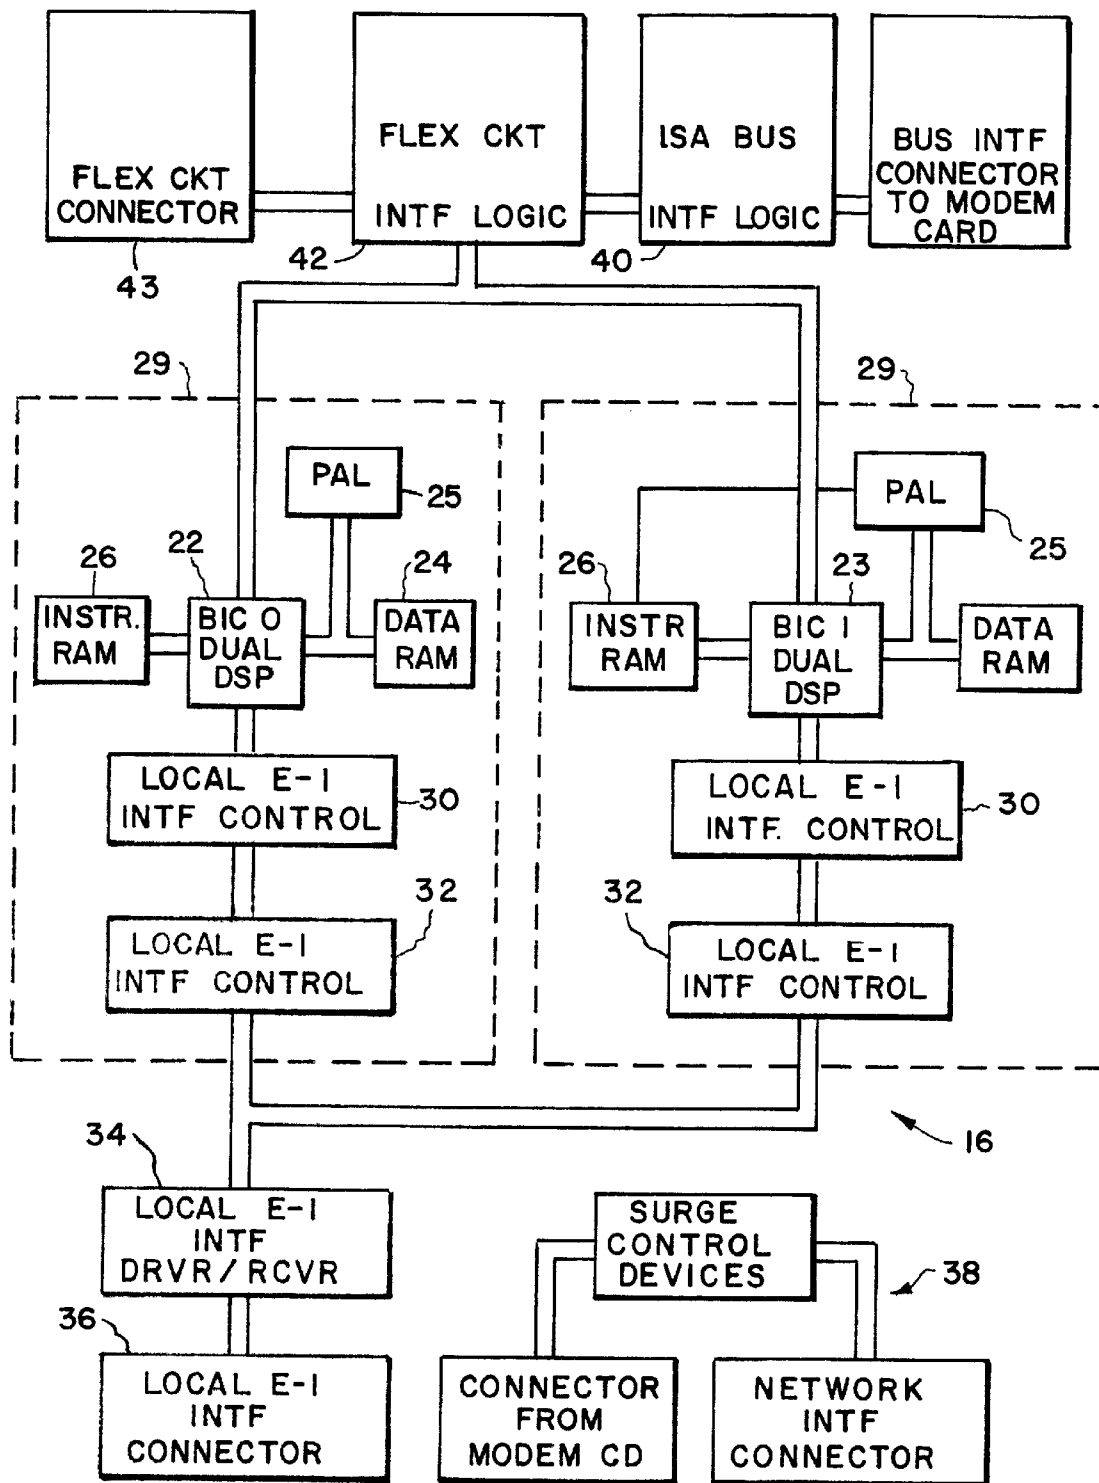 FLEX CKT
CONNECTOR
43
FLEX CKT
INTF LOGIC
42
ISA BUS
INTF LOGIC
40
BUS INTF
CONNECTOR
TO MODEM
CARD
29
29
PAL
25
PAL
25
26
INSTR.
RAM
22
BIC 0
DUAL
DSP
24
DATA
RAM
26
INSTR
RAM
23
BIC 1
DUAL
DSP
DATA
RAM
LOCAL E-1
INTF CONTROL
30
LOCAL E-1
INTF. CONTROL
30
32
LOCAL E-1
INTF CONTROL
32
LOCAL E-1
INTF CONTROL
16
34
LOCAL E-1
INTF
DRVR/RCVR
SURGE
CONTROL
DEVICES
38
36
LOCAL E-1
INTF
CONNECTOR
CONNECTOR
FROM
MODEM CD
NETWORK
INTF
CONNECTOR